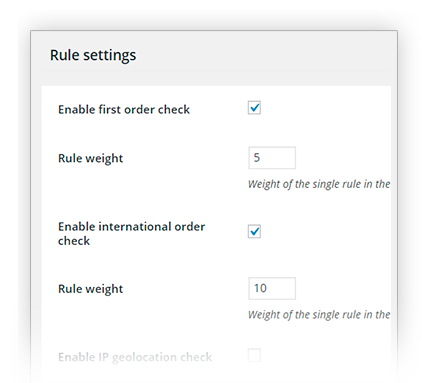 Rule settings
Enable first order check
Rule weight
5
Weight of the single rule in the
Enable international order
check
Rule weight
10
Weight of the single rule in the
Enable IP geolocation check